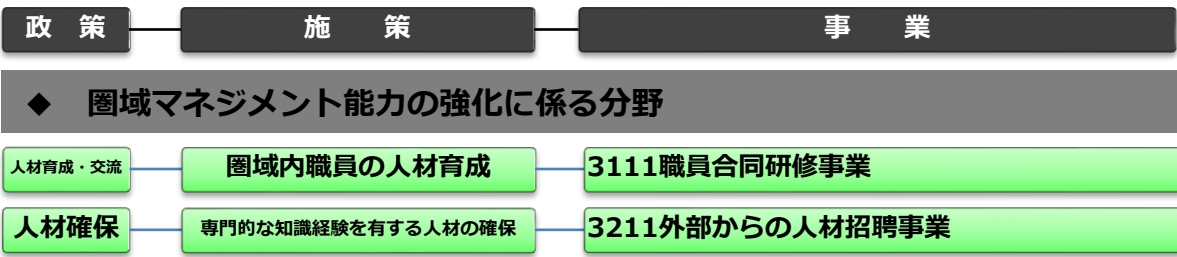 政 策 施 策 事 業
◆ 圏域マネジメント能力の強化に係る分野
人材育成・交流 圏域内職員の人材育成 3111職員合同研修事業
人材確保 専門的な知識経験を有する人材の確保 3211外部からの人材招聘事業